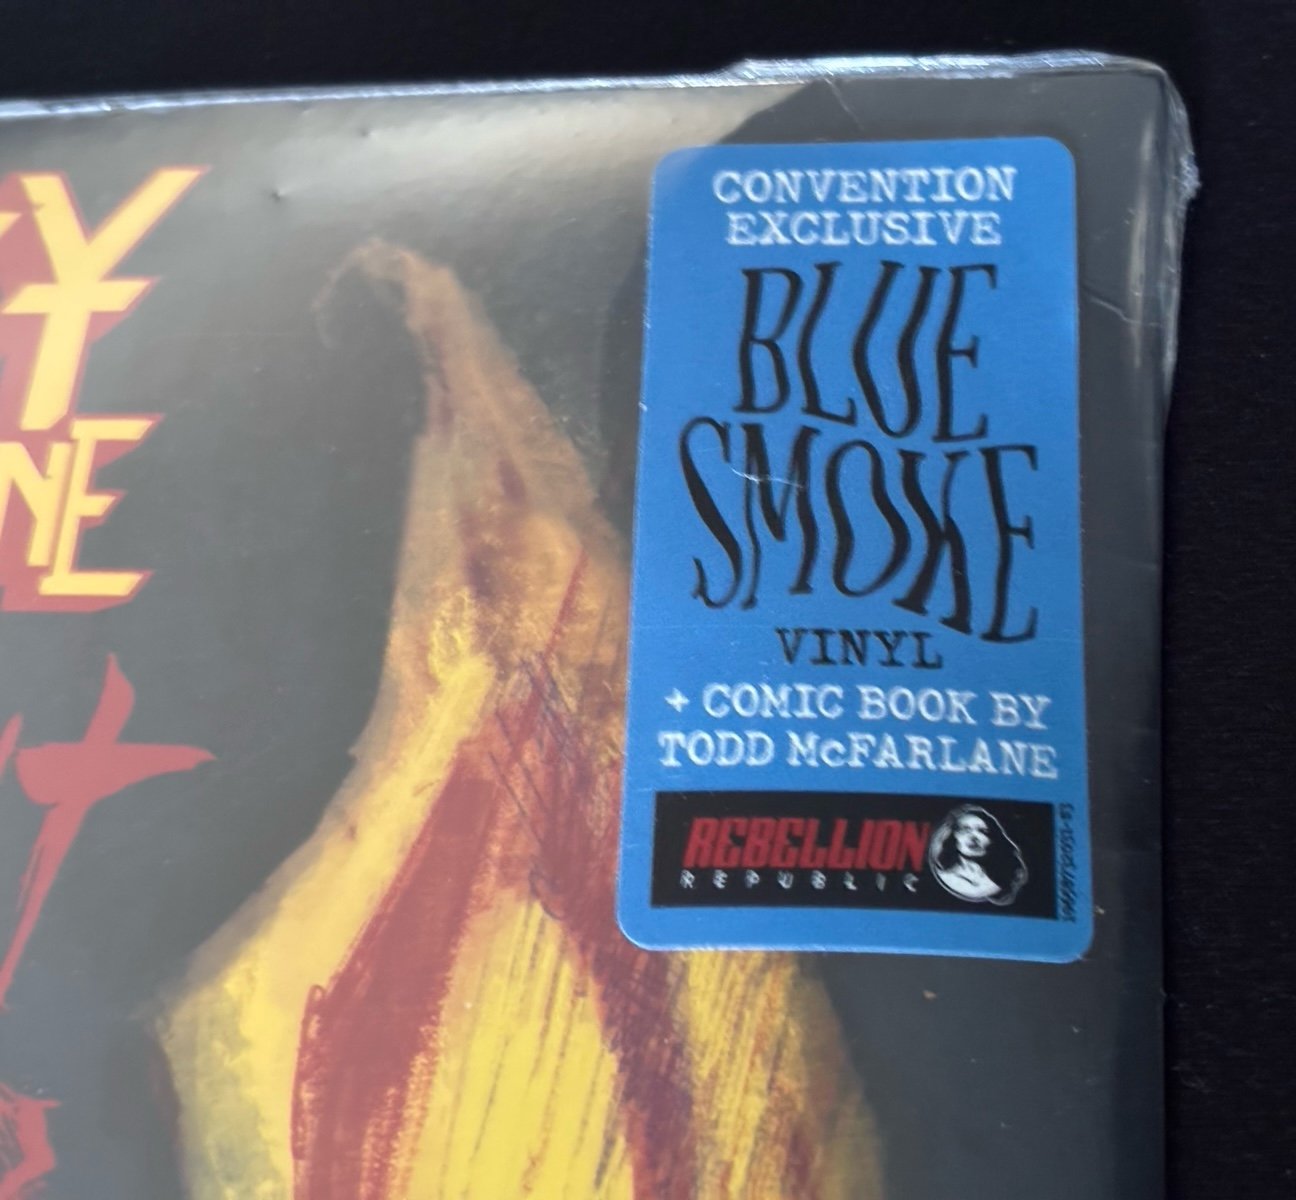 CONVENTION
EXCLUSIVE
BLUE
SMOKE
VINYL
+ COMIC BOOK BY
TODD McFARLANE
REBELLION
REPUBLIC